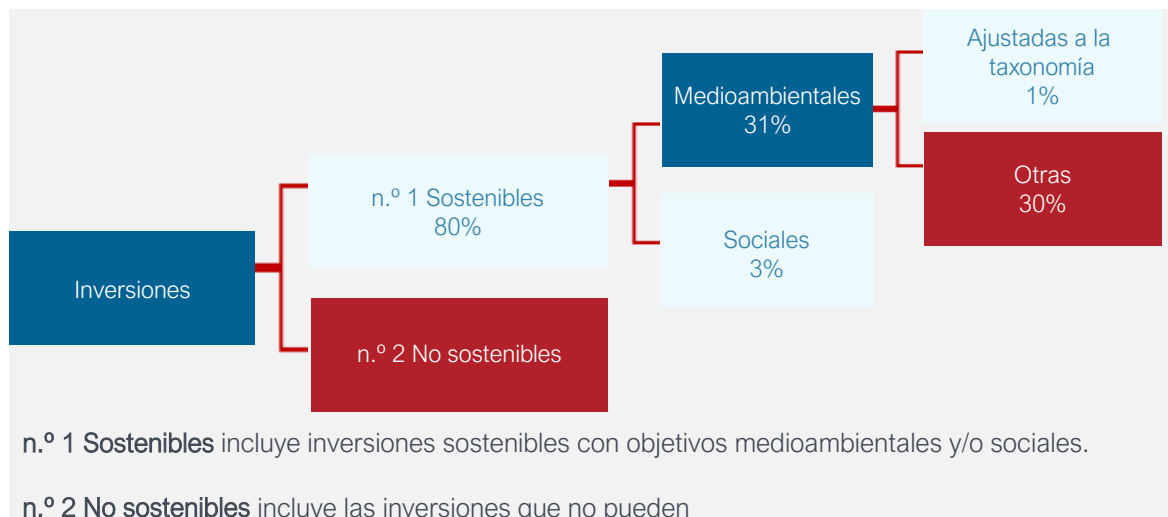 Inversiones
n.º 1 Sostenibles
80%
n.º 2 No sostenibles
Medioambientales
31%
Sociales
3%
Ajustadas a la
taxonomía
1%
Otras
30%
n.º 1 Sostenibles incluye inversiones sostenibles con objetivos medioambientales y/o sociales.
n.º 2 No sostenibles incluye las inversiones que no pueden